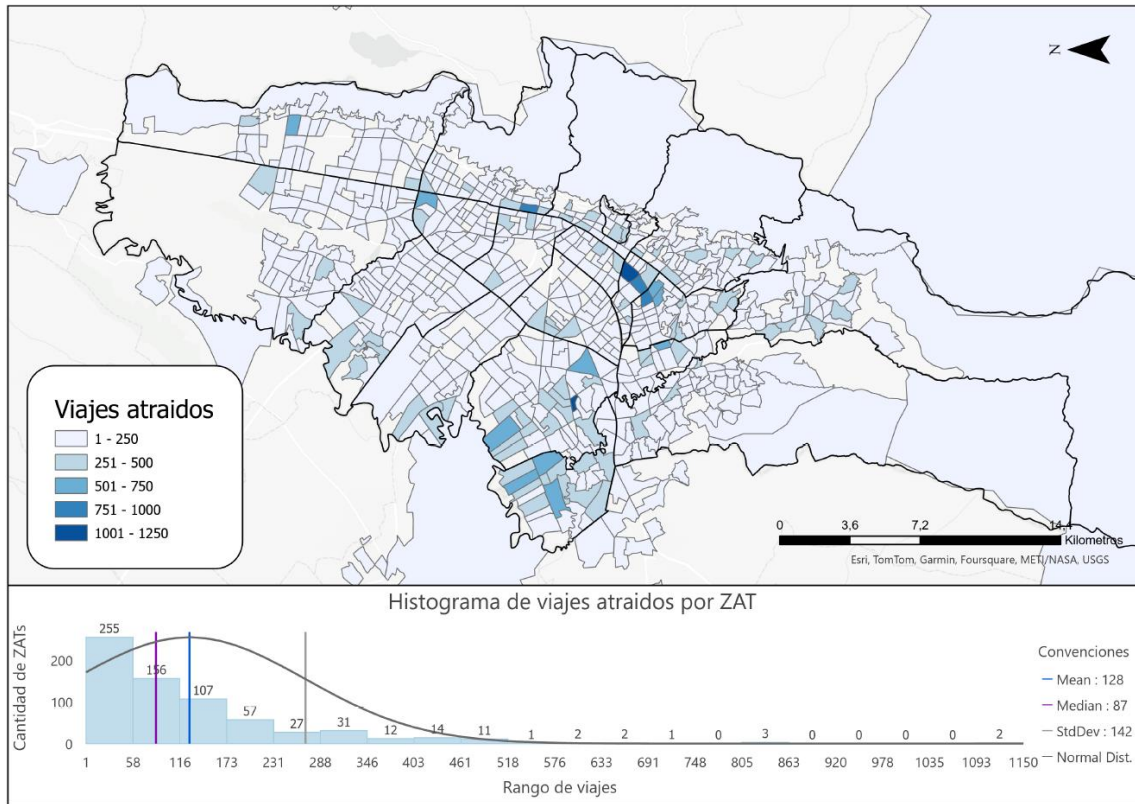 N
Viajes atraidos
1 - 250
251 - 500
501 - 750
751 - 1000
1001 - 1250
0 3,6 7,2 14,4
Kilometros
Esri, TomTom, Garmin, Foursquare, METI/NASA, USGS
Histograma de viajes atraidos por ZAT
Cantidad de ZATs
200
100
0
255 156 107 57 27 31 12 14 11 1 2 2 1 0 3 0 0 0 0 2
1 58 116 173 231 288 346 403 461 518 576 633 691 748 805 863 920 978 1035 1093 1150
Rango de viajes
Convenciones
Mean : 128
Median : 87
StdDev : 142
Normal Dist.